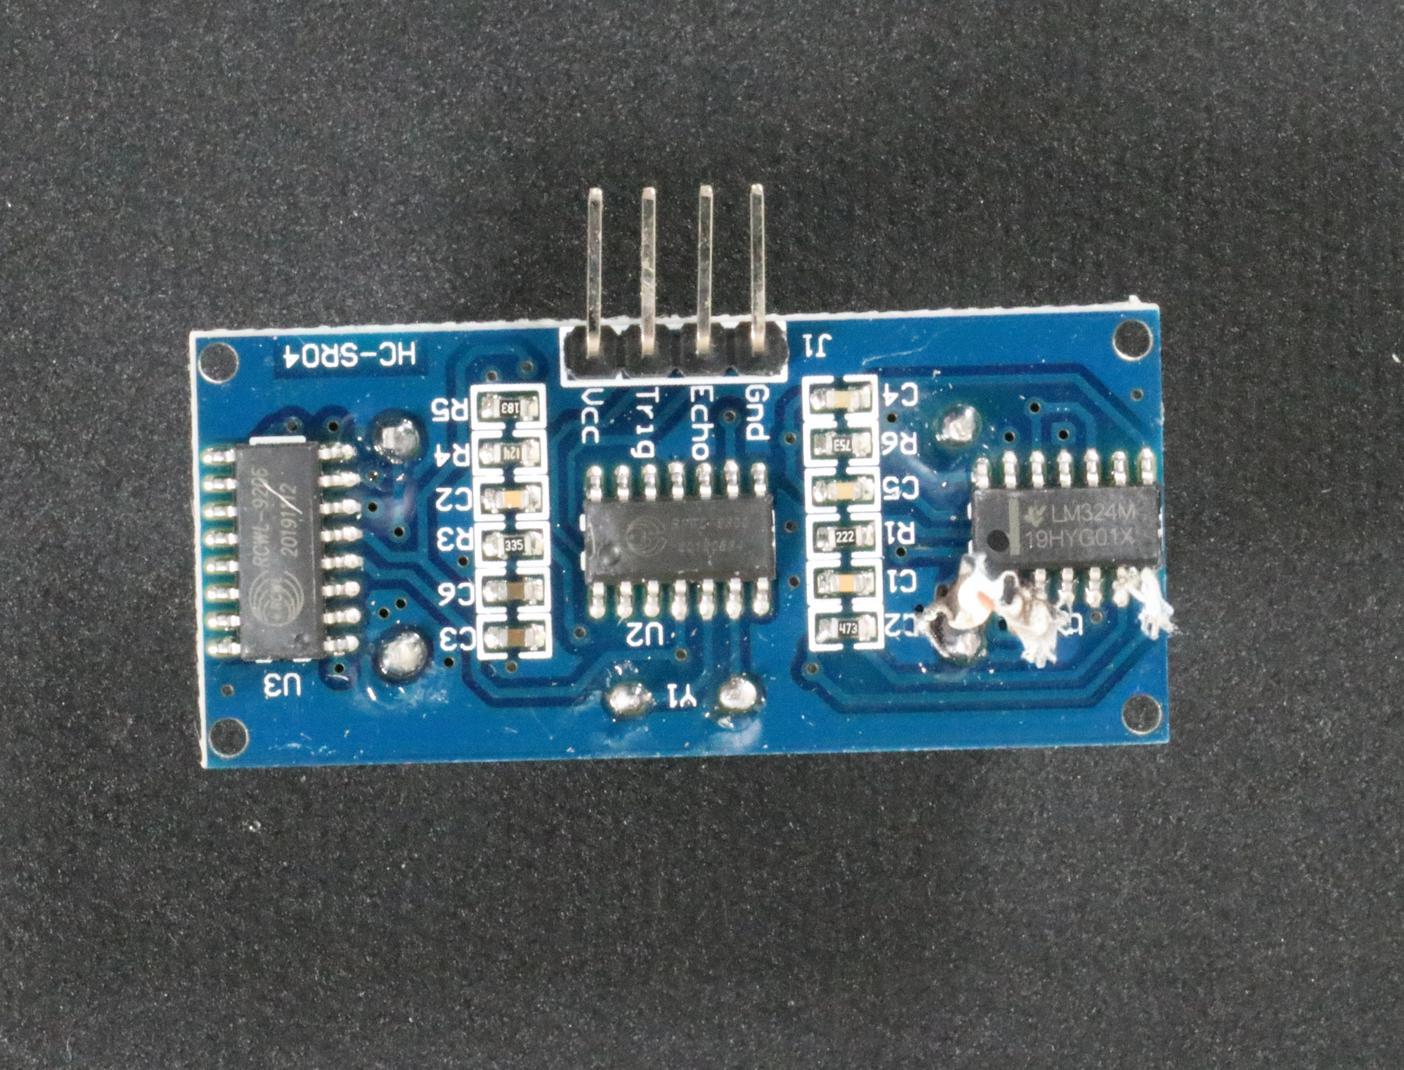 HC-SR04
J1
Vcc
Trig
Echo
Gnd
R5
183
R4
124
C2
R3
335
C6
C3
C4
R6
753
C5
R1
222
C1
473
RCWL-9206
2019112
U3
U2
Y1
LM324M
19HYG01X